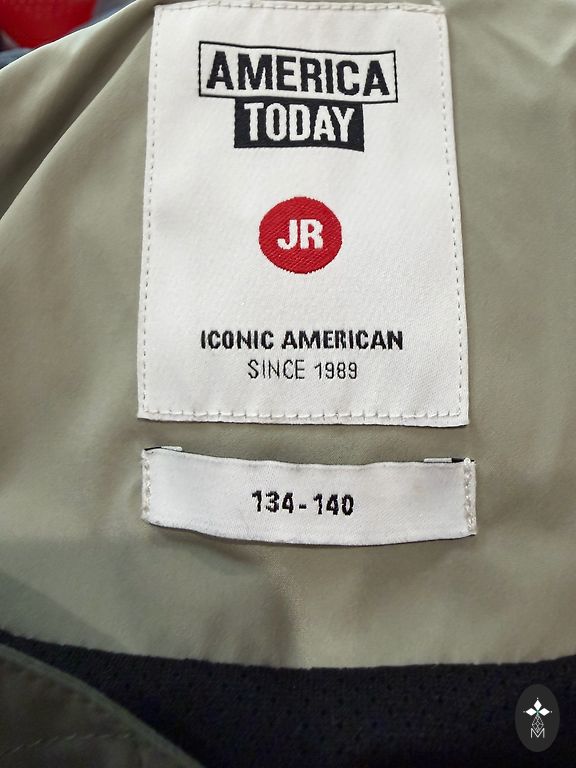 AMERICA
TODAY
JR
ICONIC AMERICAN
SINCE 1989
134-140
M